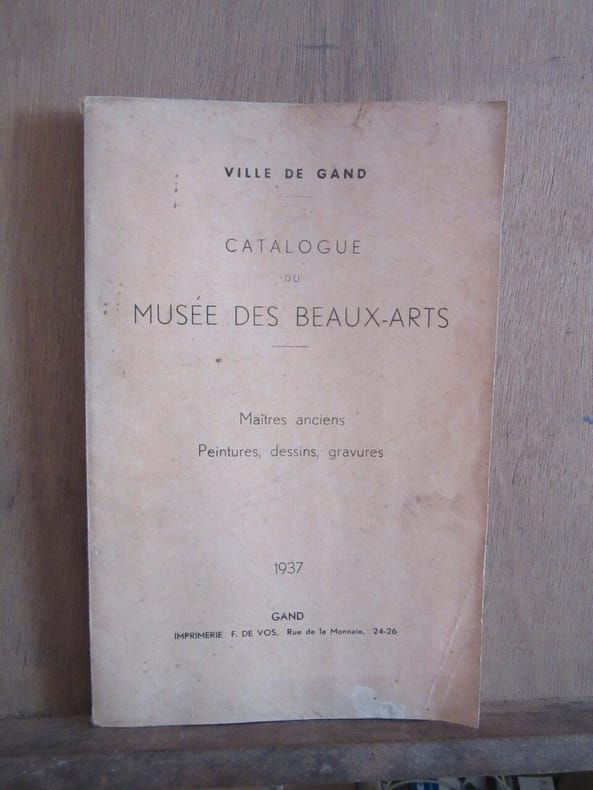 VILLE DE GAND
CATALOGUE
DU
MUSÉE DES BEAUX-ARTS
Maîtres anciens
Peintures, dessins, gravures
1937
GAND
IMPRIMERIE F. DE VOS, Rue de la Monnaie, 24-26